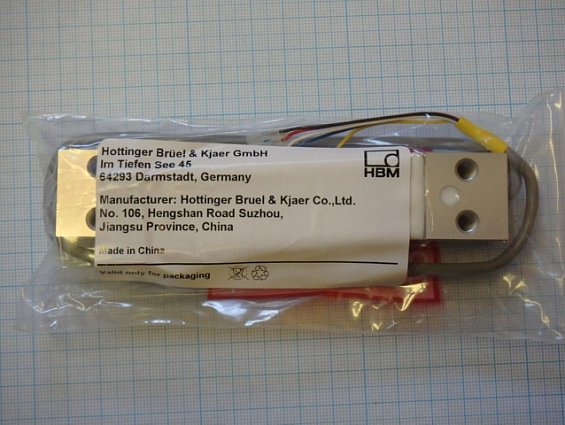 Hottinger Brüel & Kjaer GmbH
Im Tiefen See 45
64293 Darmstadt, Germany
Manufacturer: Hottinger Bruel & Kjaer Co.,Ltd.
No. 106, Hengshan Road Suzhou,
Jiangsu Province, China
Made in China
Valid only for packaging
HBM